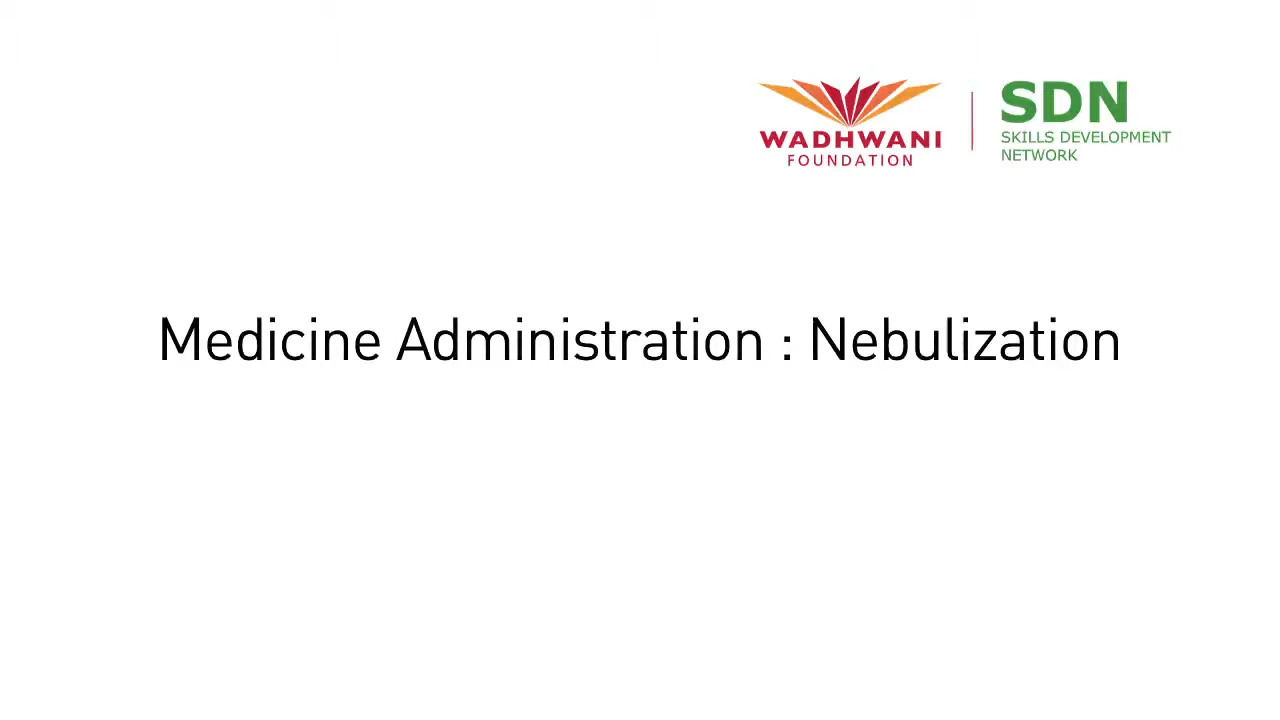 WADHWANI
FOUNDATION
SDN
SKILLS DEVELOPMENT
NETWORK
Medicine Administration : Nebulization